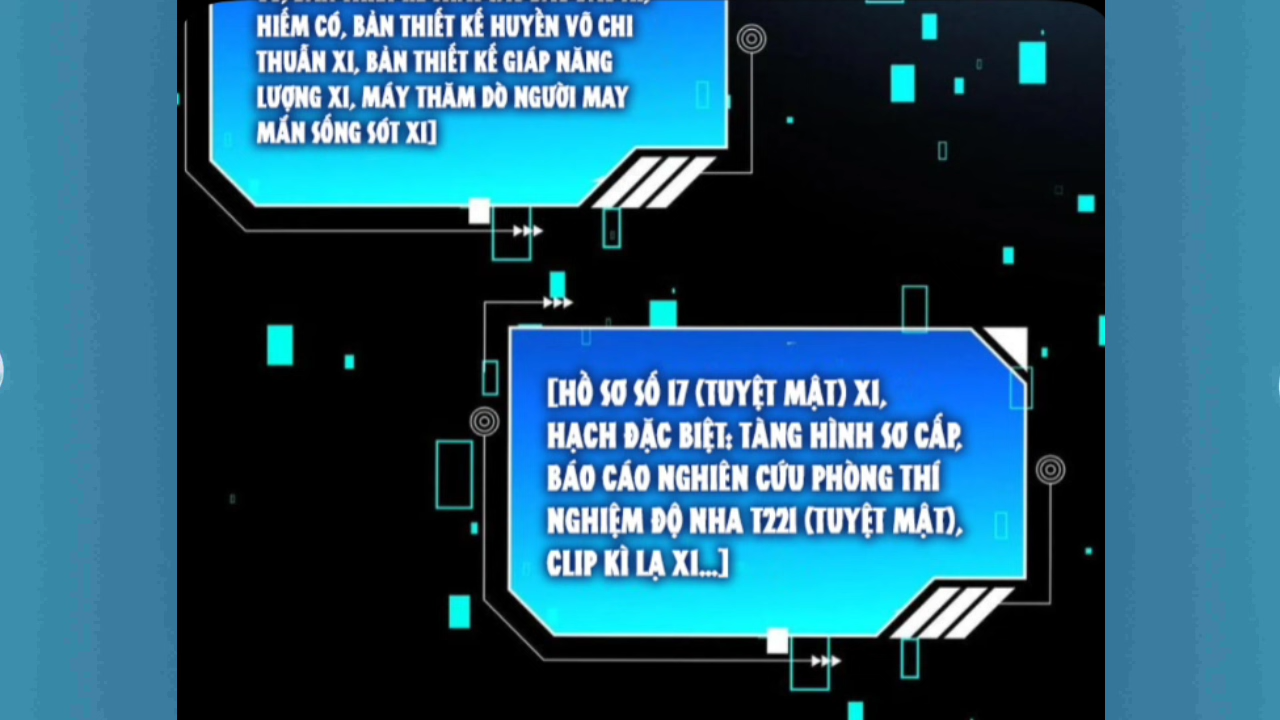 HIẾM CÓ, BẢN THIẾT KẾ HUYỀN VÕ CHI
THUẪN X1, BẢN THIẾT KẾ GIÁP NĂNG
LƯỢNG X1, MÁY THĂM DÒ NGƯỜI MAY
MẮN SỐNG SÓT X1]
[HỒ SƠ SỐ 17 (TUYỆT MẬT) X1,
HẠCH ĐẶC BIỆT: TÀNG HÌNH SƠ CẤP,
BÁO CÁO NGHIÊN CỨU PHÒNG THÍ
NGHIỆM ĐỘ NHA T221 (TUYỆT MẬT),
CLIP KÌ LẠ X1...]